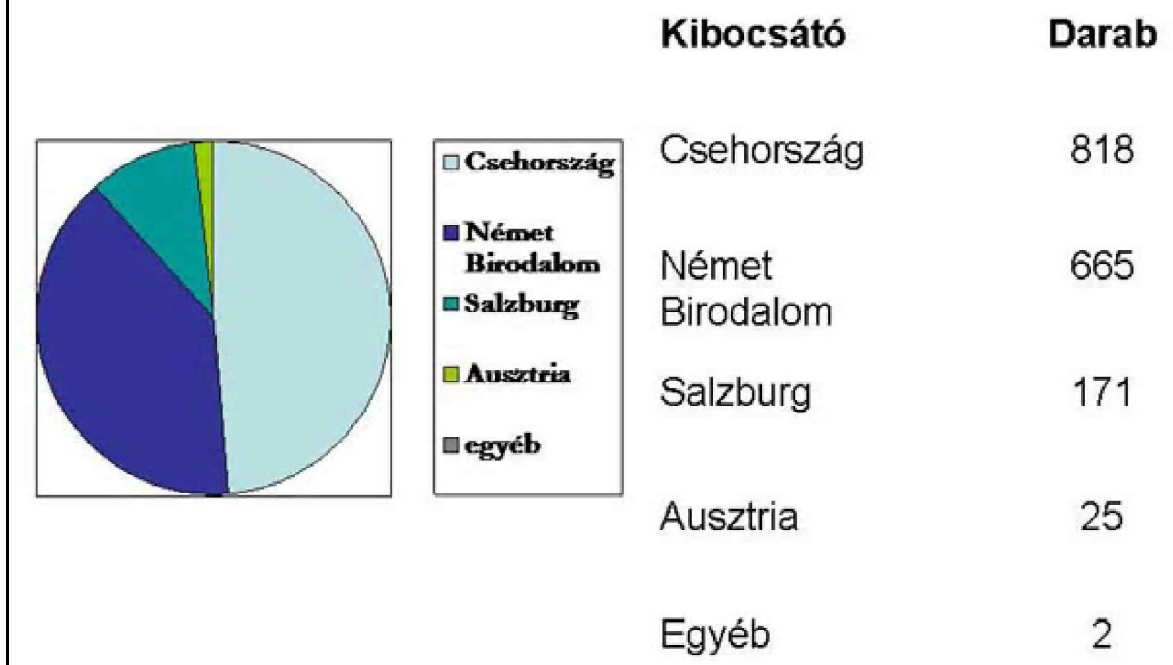 Kibocsátó Darab
Csehország 818
Német 665
Birodalom
Salzburg 171
Ausztria 25
Egyéb 2
Csehország
Német
Birodalom
Salzburg
Ausztria
egyéb